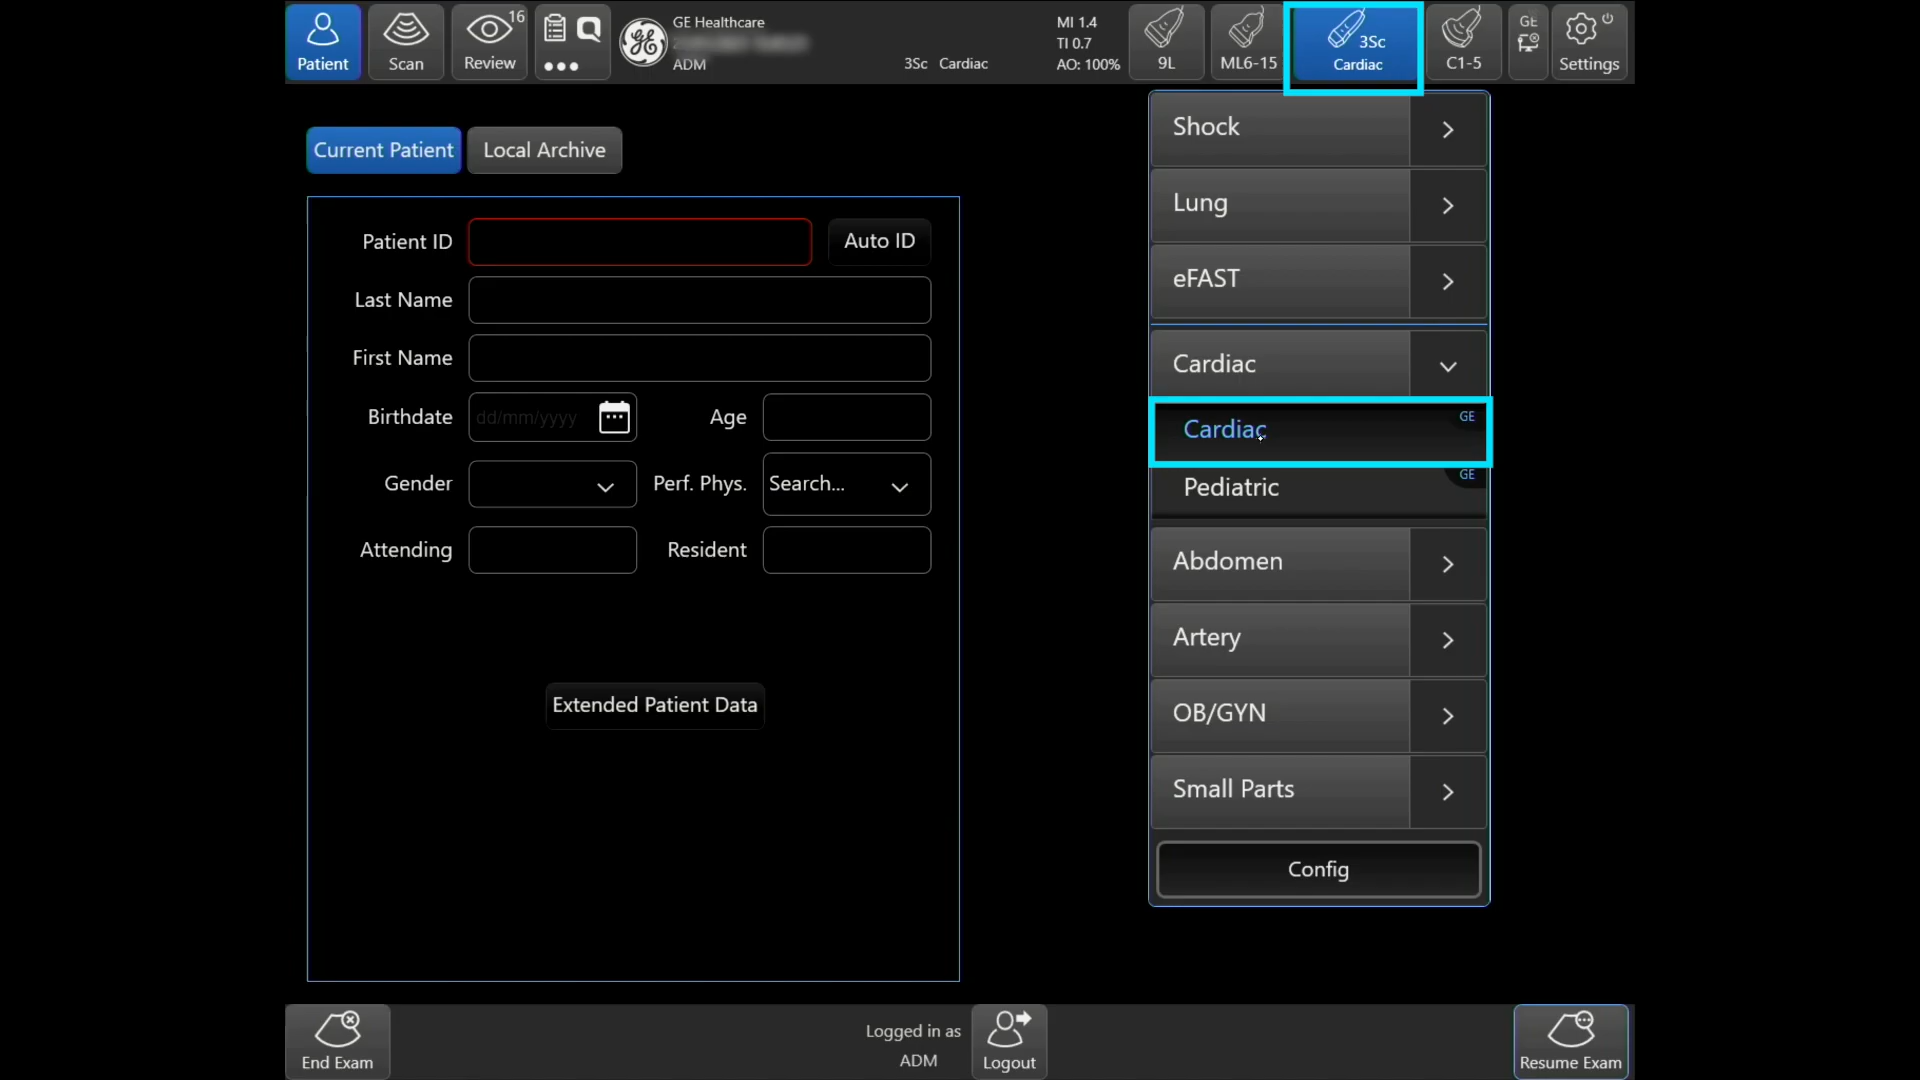 Patient
Scan
16
Review
GE Healthcare
ADM
3Sc Cardiac
MI 1.4
TI 0.7
AO: 100%
9L
ML6-15
3Sc
Cardiac
C1-5
GE
Settings
Current Patient
Local Archive
Patient ID
Auto ID
Last Name
First Name
Birthdate
dd/mm/yyyy
Age
Gender
Perf. Phys.
Search...
Attending
Resident
Extended Patient Data
Shock
Lung
eFAST
Cardiac
Cardiac
GE
Pediatric
GE
Abdomen
Artery
OB/GYN
Small Parts
Config
End Exam
Logged in as
ADM
Logout
Resume Exam